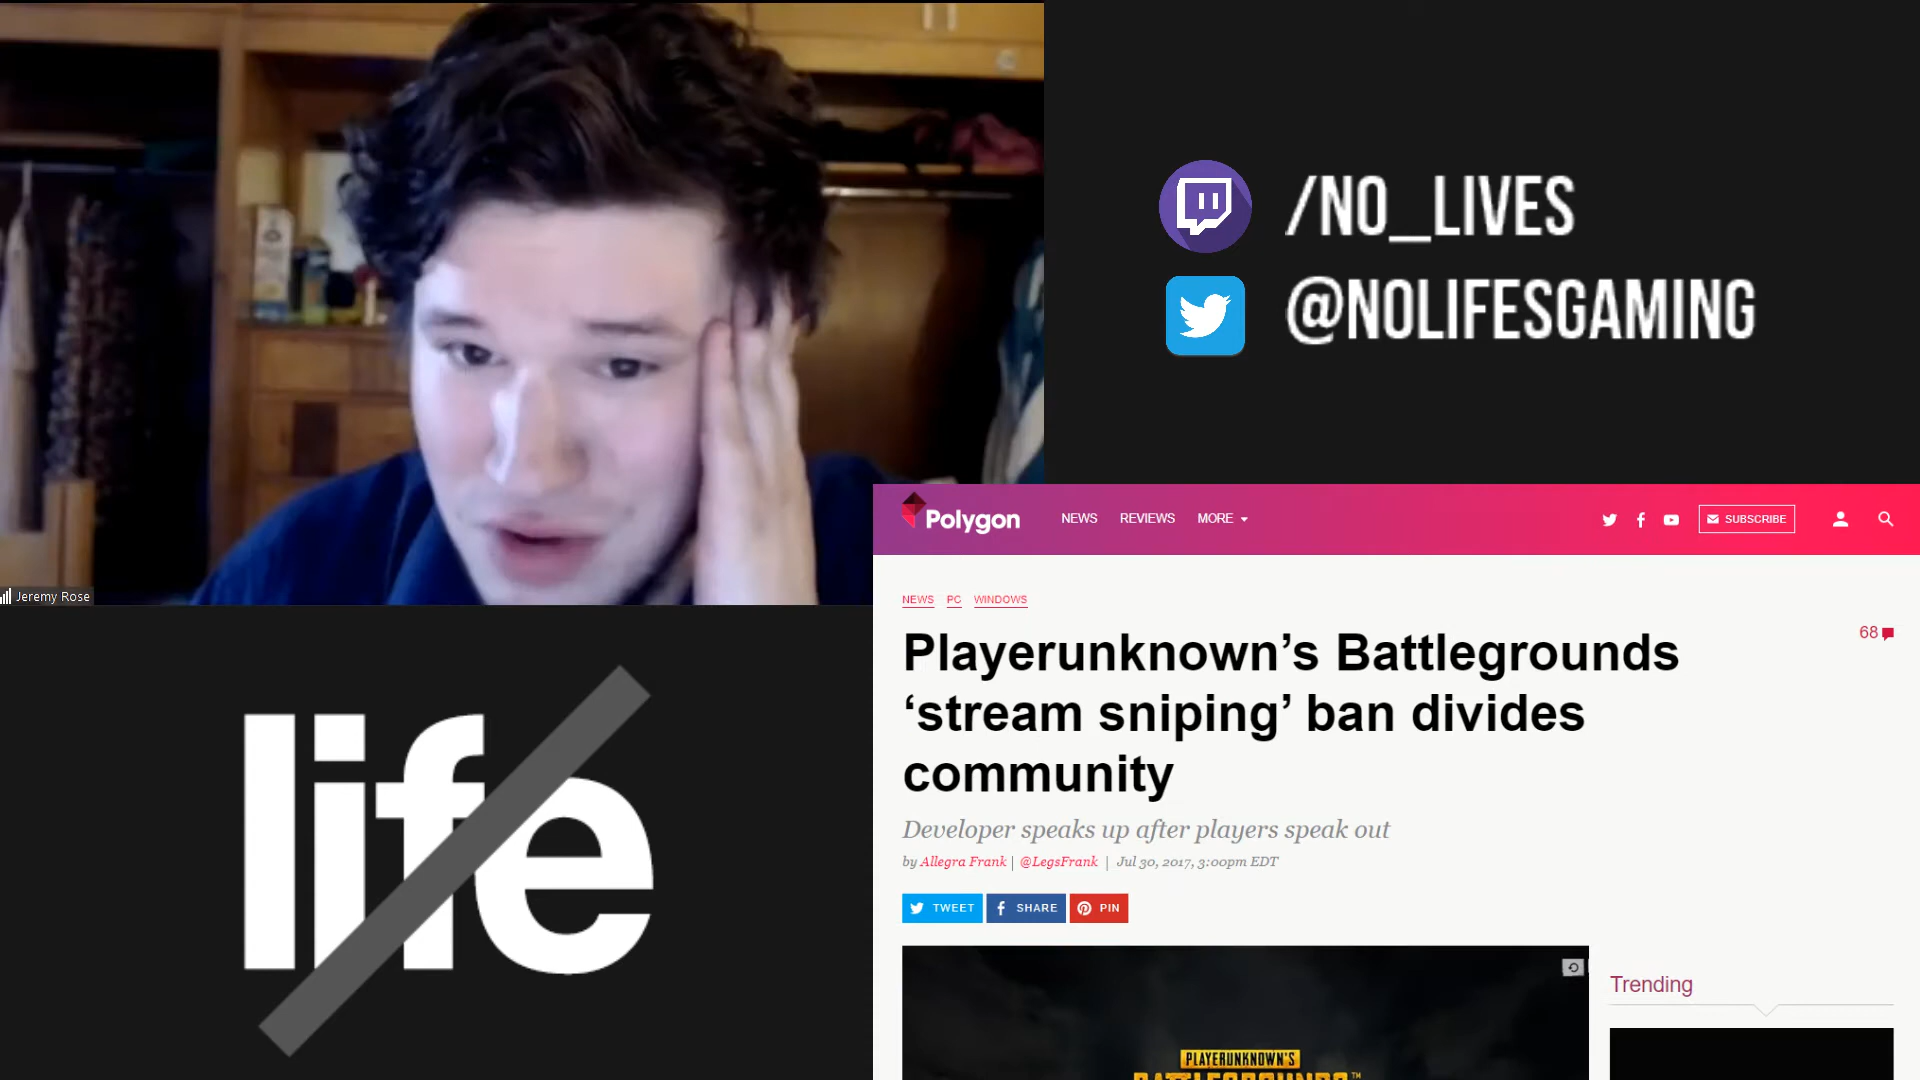 /NO_LIVES
@NOLIFESGAMING
Jeremy Rose
life
Polygon
NEWS REVIEWS MORE
SUBSCRIBE
NEWS PC WINDOWS
68
Playerunknown’s Battlegrounds
‘stream sniping’ ban divides
community
Developer speaks up after players speak out
by Allegra Frank | @LegsFrank | Jul 30, 2017, 3:00pm EDT
TWEET SHARE PIN
Trending
PLAYERUNKNOWN'S
BATTLEGROUNDS™